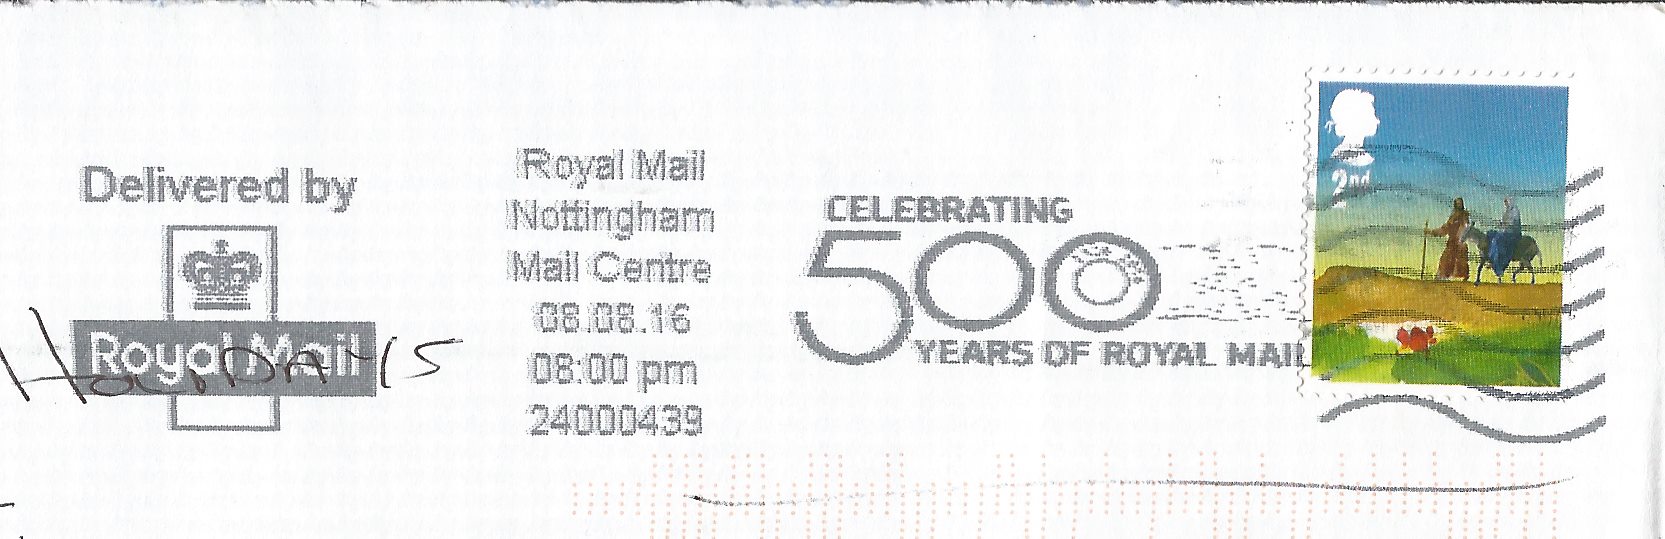 Delivered by
Royal Mail
HOLIDAYS
Royal Mail
Nottingham
Mail Centre
08.08.16
08:00 pm
24000439
CELEBRATING
500
YEARS OF ROYAL MAIL
2nd